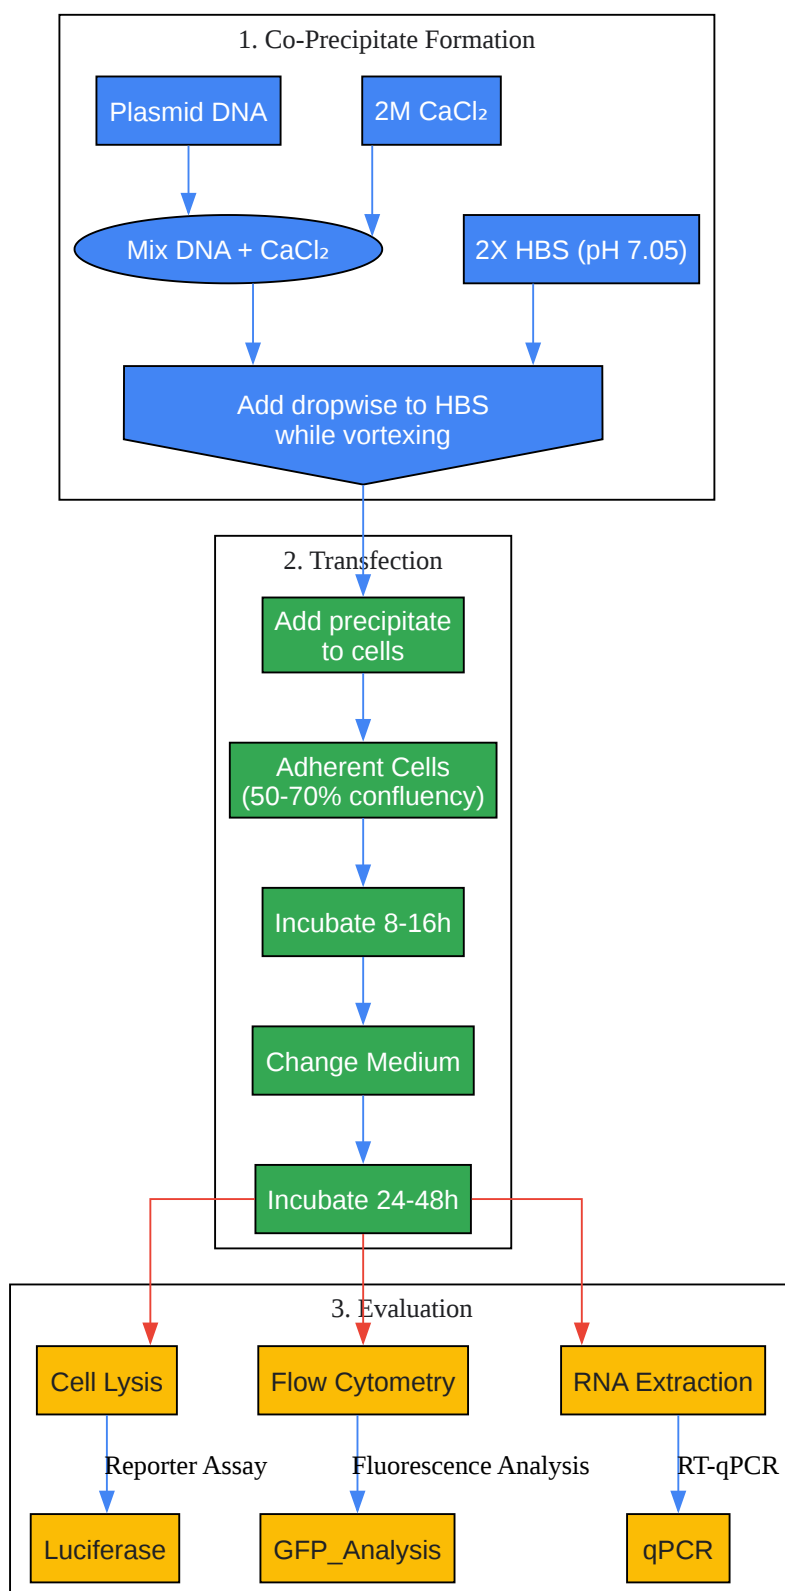 1. Co-Precipitate Formation
Plasmid DNA
2M CaCl₂
Mix DNA + CaCl₂
2X HBS (pH 7.05)
Add dropwise to HBS
while vortexing
2. Transfection
Add precipitate
to cells
Adherent Cells
(50-70% confluency)
Incubate 8-16h
Change Medium
Incubate 24-48h
3. Evaluation
Cell Lysis
Flow Cytometry
RNA Extraction
Reporter Assay
Fluorescence Analysis
RT-qPCR
Luciferase
GFP_Analysis
qPCR